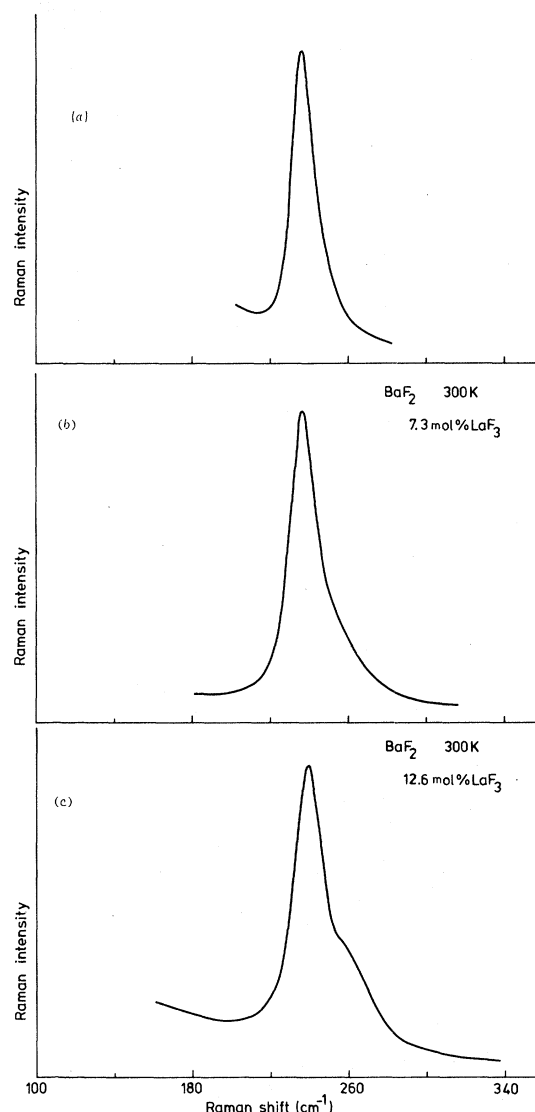 (a)
Raman intensity
BaF₂ 300K
7.3 mol % LaF₃
(b)
Raman intensity
BaF₂ 300K
12.6 mol % LaF₃
(c)
Raman intensity
100 180 260 340
Raman shift (cm⁻¹)